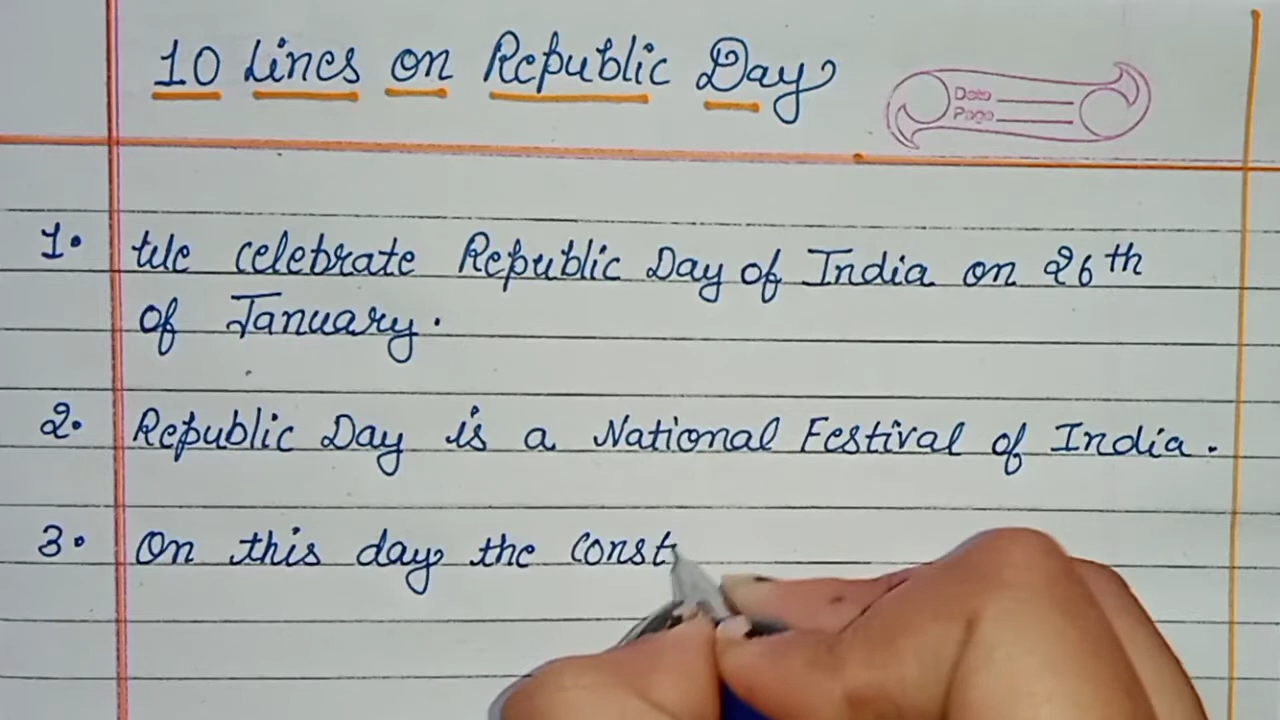 10 Lines on Republic Day
Date
Page
1. We celebrate Republic Day of India on 26th
of January.
2. Republic Day is a National Festival of India.
3. On this day the const